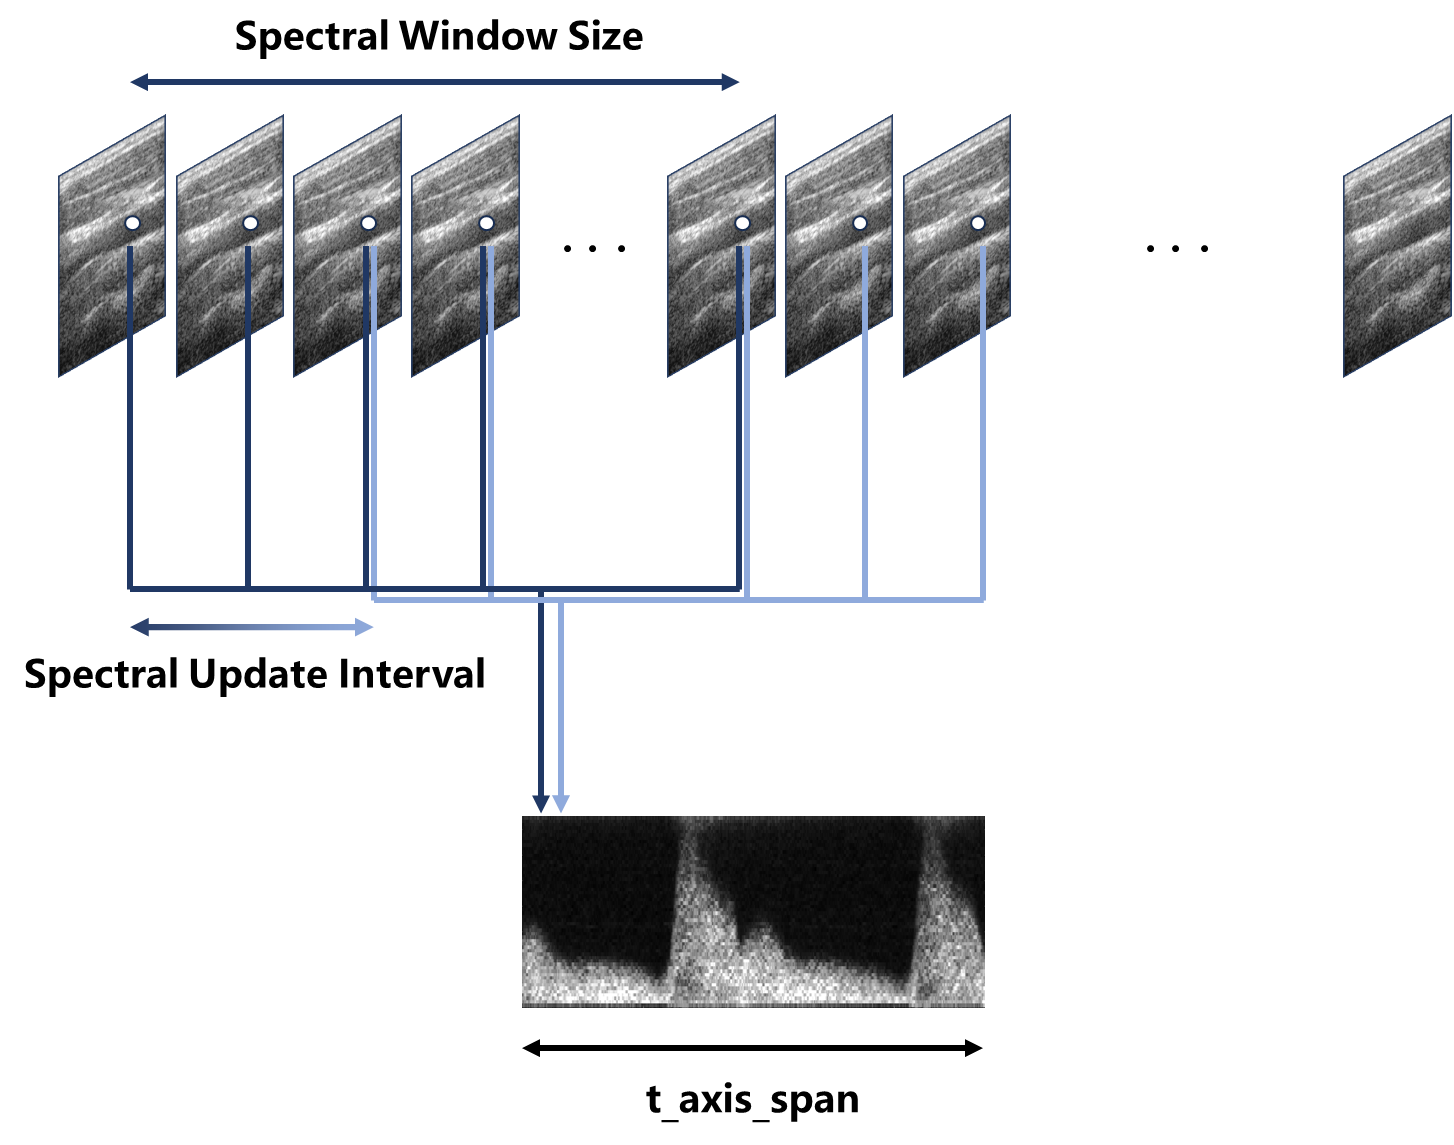 Spectral Window Size
. . .
. . .
Spectral Update Interval
t_axis_span